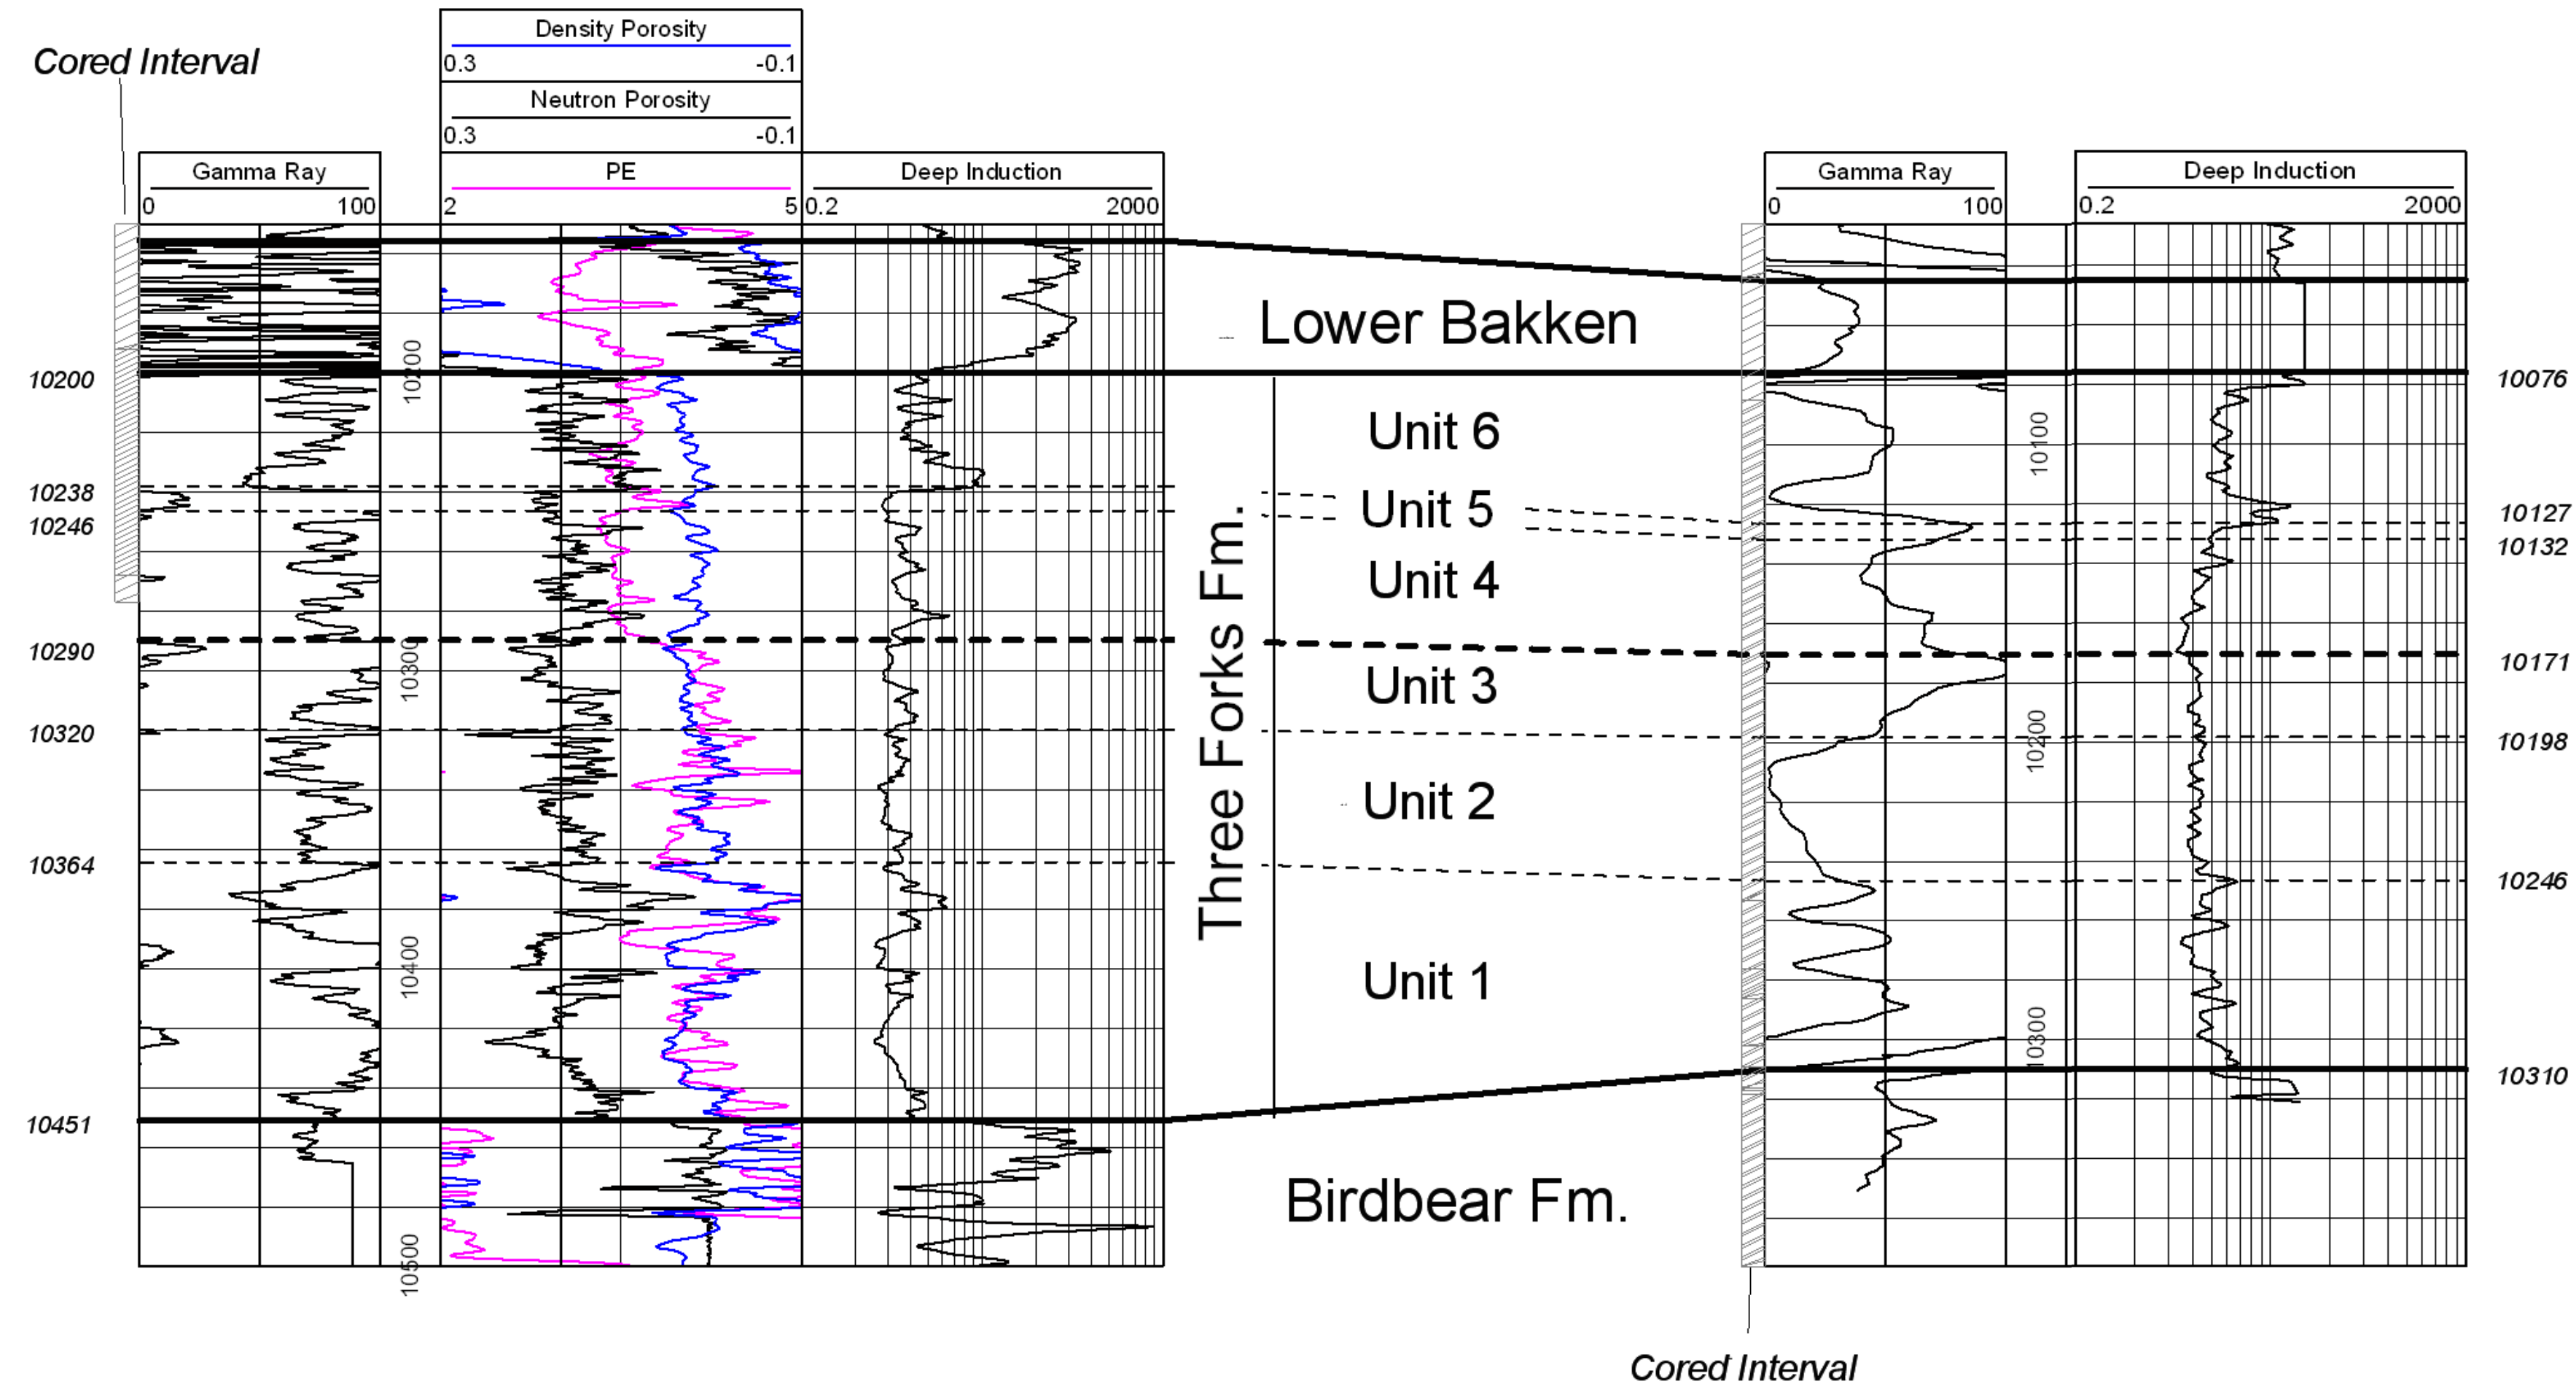 Cored Interval
Density Porosity
0.3 -0.1
Neutron Porosity
0.3 -0.1
Gamma Ray
0 100
PE
2 5
Deep Induction
0.2 2000
Gamma Ray
0 100
Deep Induction
0.2 2000
10200
10238
10246
10290
10320
10364
10451
10200
10300
10400
10500
Lower Bakken
Three Forks Fm.
Unit 6
Unit 5
Unit 4
Unit 3
Unit 2
Unit 1
Birdbear Fm.
10100
10200
10300
10076
10127
10132
10171
10198
10246
10310
Cored Interval